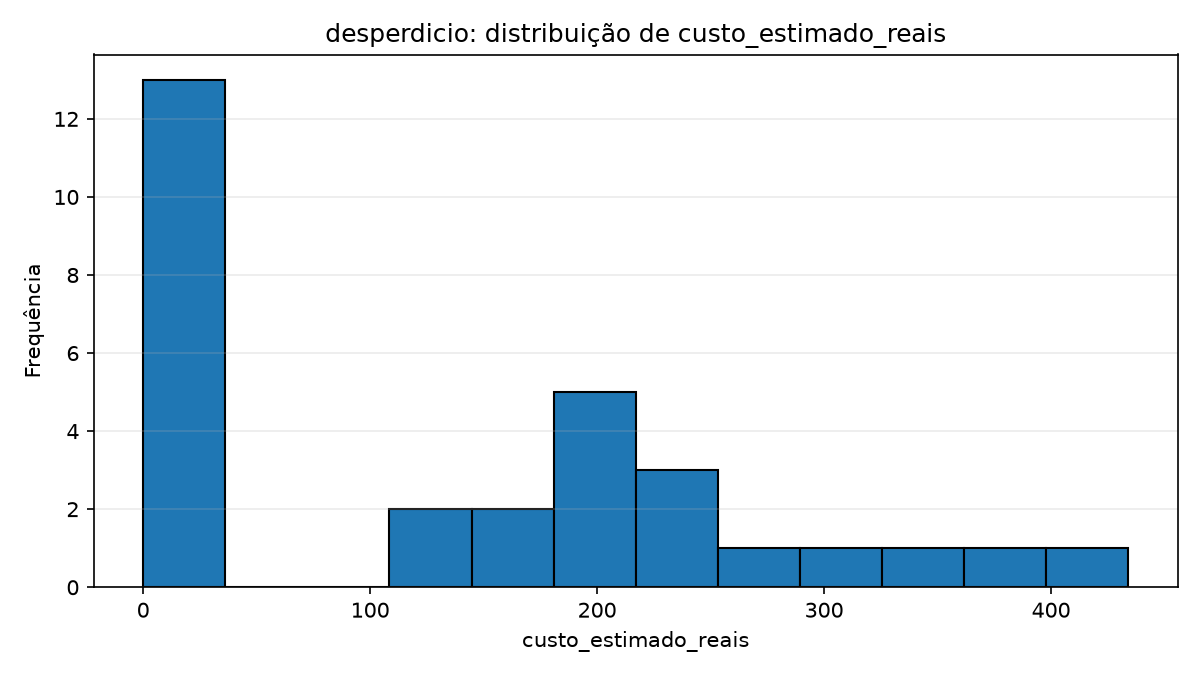 desperdicio: distribuição de custo_estimado_reais
Frequência
12
10
8
6
4
2
0
0 100 200 300 400
custo_estimado_reais